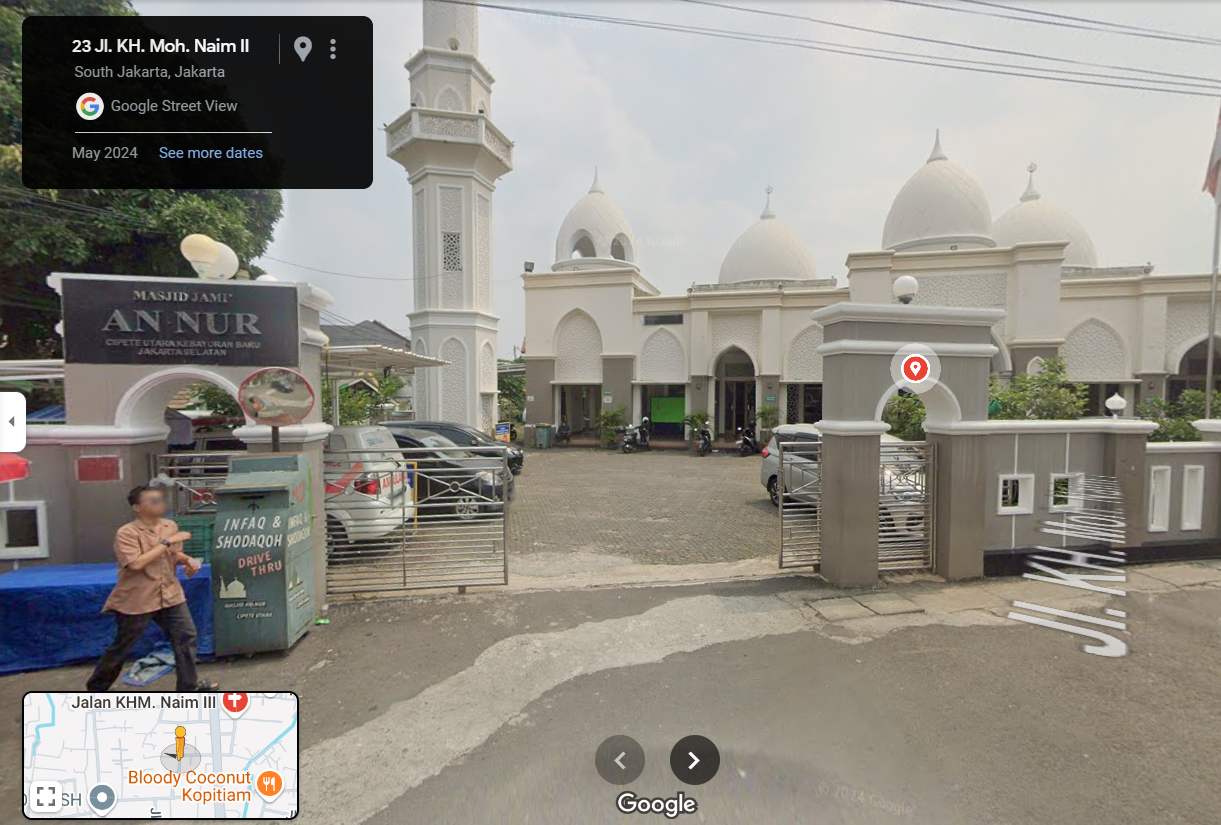 23 Jl. KH. Moh. Naim II
South Jakarta, Jakarta
Google Street View
May 2024
See more dates
MASJID JAMI'
AN NUR
CIPETE UTARA KEBAYORAN BARU
JAKARTA SELATAN
INFAQ &
SHODAQOH
DRIVE
THRU
MASJID AN NUR
CIPETE UTARA
INFAQ &
SHODAQOH
Jl. KH. Moh
Jalan KHM. Naim III
Bloody Coconut
Kopitiam
SH
Google
© 2024 Google